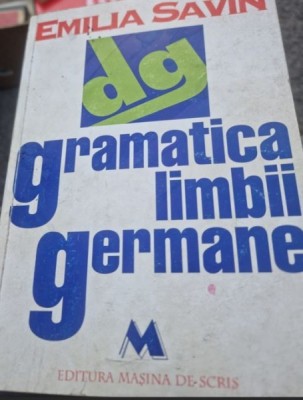 EMILIA SAVIN
dg
gramatica
limbii
germane
M
EDITURA MAȘINA DE SCRIS